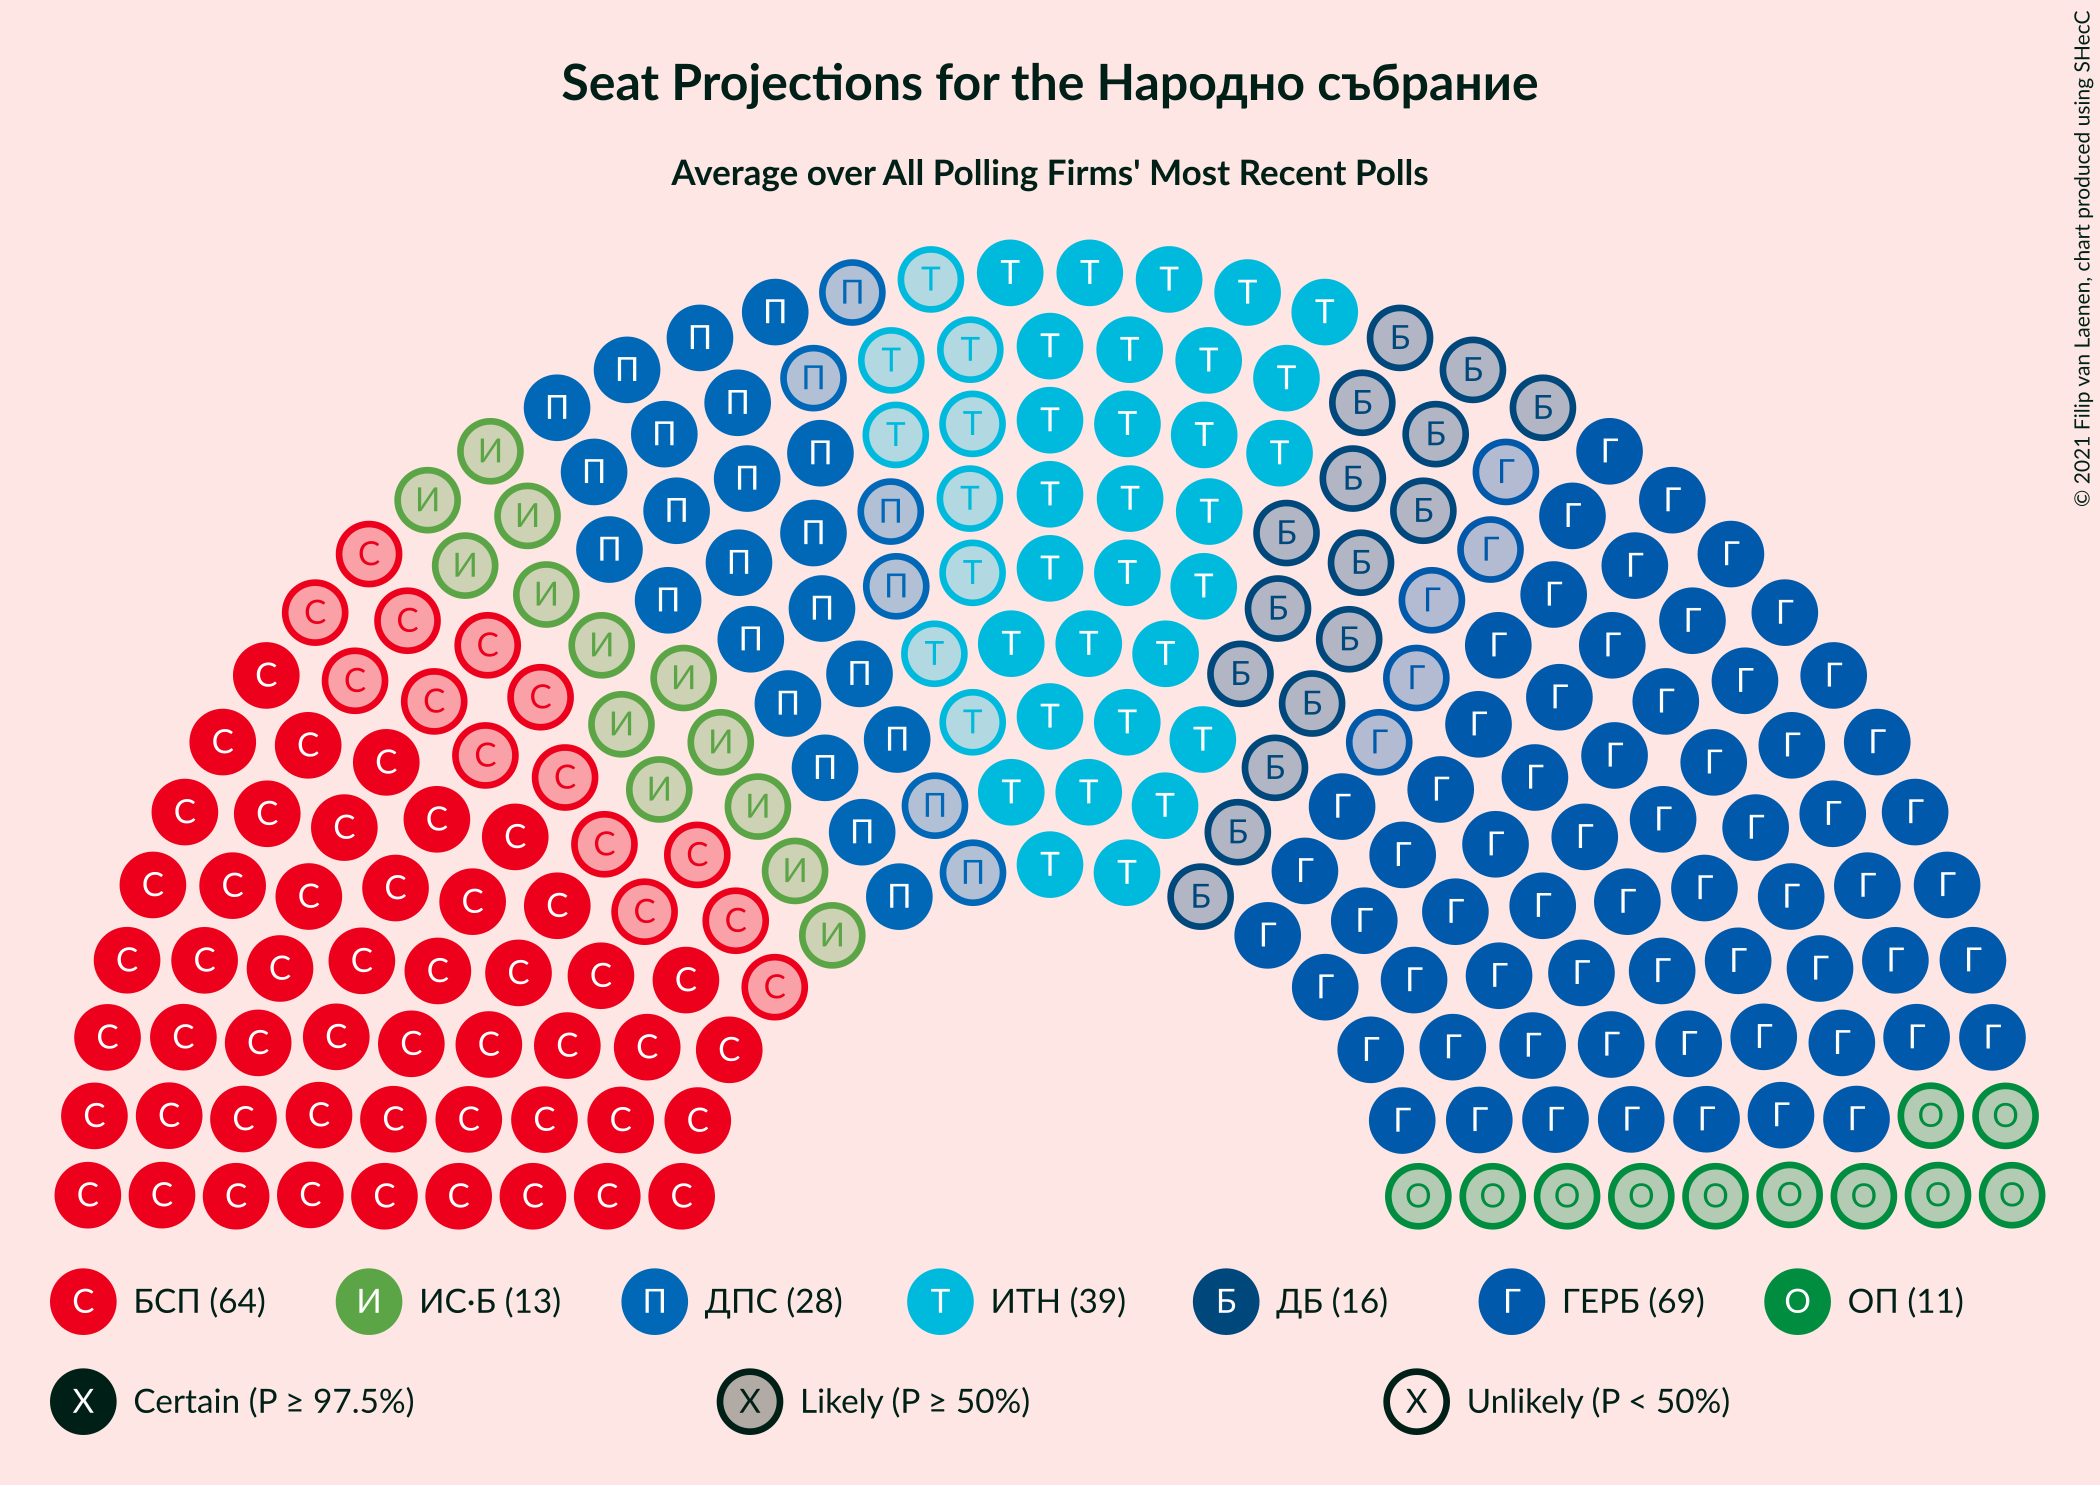 Seat Projections for the Народно събрание
Average over All Polling Firms' Most Recent Polls
© 2021 Filip van Laenen, chart produced using SHecC
С БСП (64) И ИС·Б (13) П ДПС (28) Т ИТН (39) Б ДБ (16) Г ГЕРБ (69) О ОП (11)
X Certain (P ≥ 97.5%) X Likely (P ≥ 50%) X Unlikely (P < 50%)